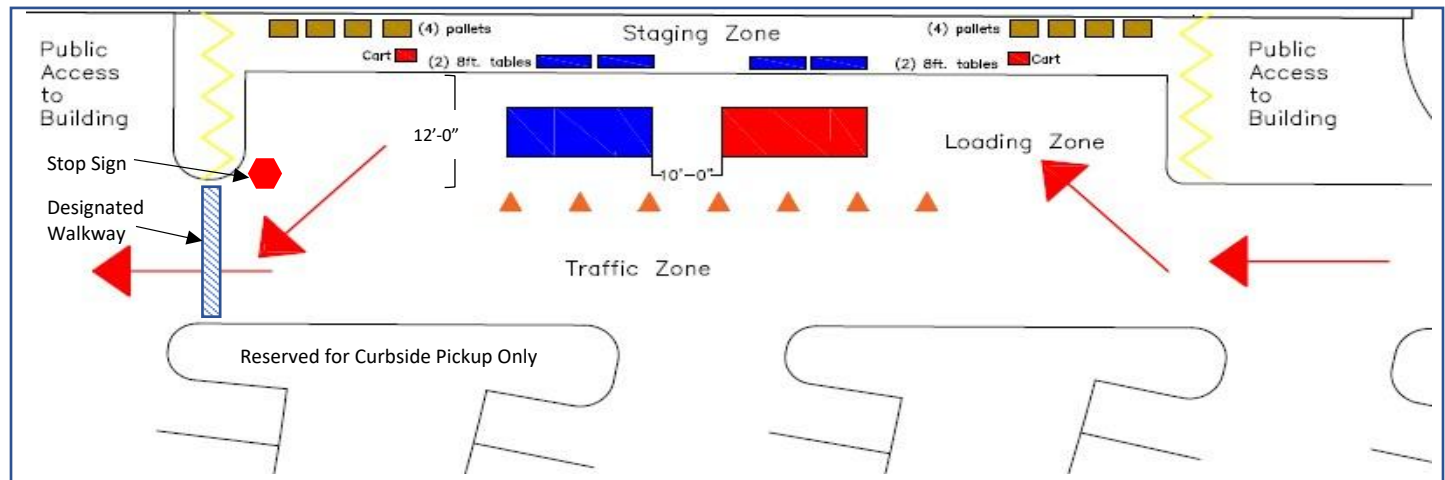 (4) pallets
Staging Zone
(4) pallets
Public
Access
to
Building
Cart
(2) 8ft. tables
(2) 8ft. tables
Cart
Public
Access
to
Building
12'-0"
Loading Zone
Stop Sign
10'-0"
Designated
Walkway
Traffic Zone
Reserved for Curbside Pickup Only